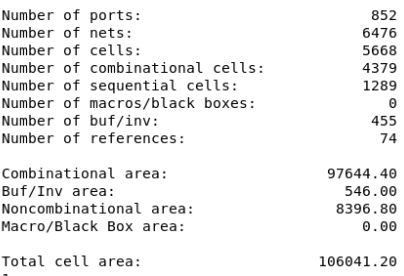 Number of ports: 852
Number of nets: 6476
Number of cells: 5668
Number of combinational cells: 4379
Number of sequential cells: 1289
Number of macros/black boxes: 0
Number of buf/inv: 455
Number of references: 74
Combinational area: 97644.40
Buf/Inv area: 546.00
Noncombinational area: 8396.80
Macro/Black Box area: 0.00
Total cell area: 106041.20